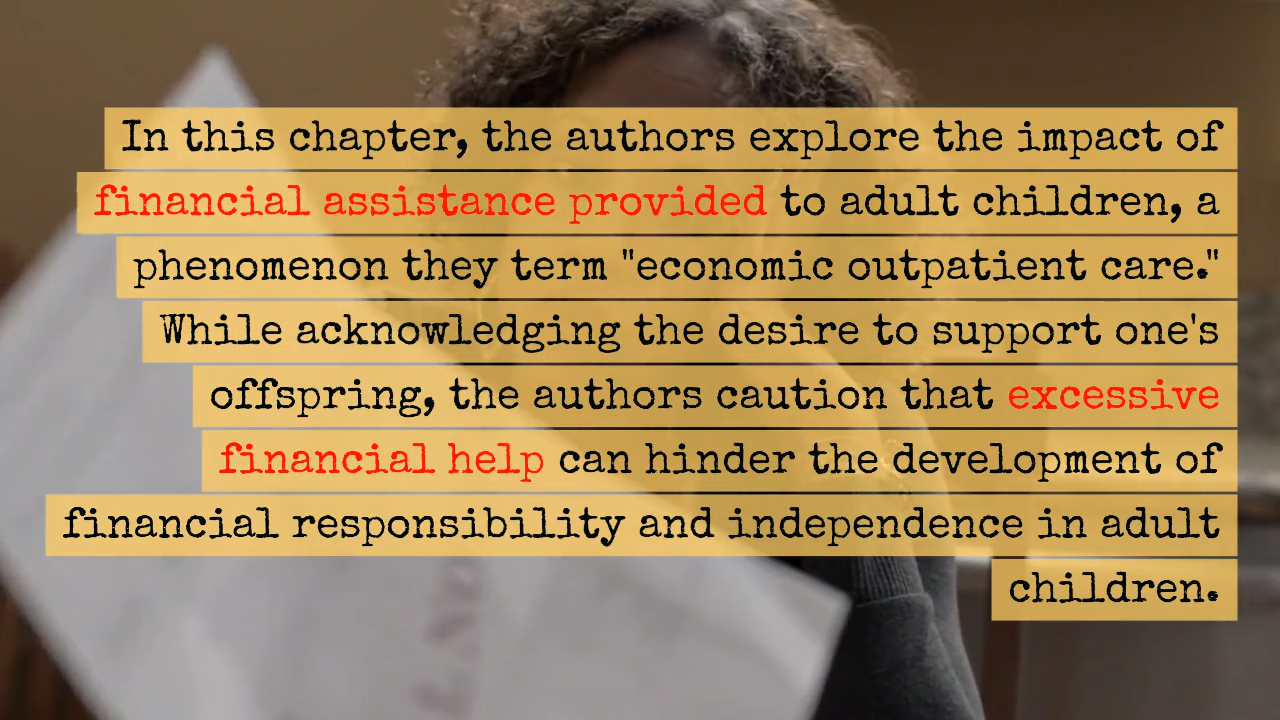 In this chapter, the authors explore the impact of
financial assistance provided to adult children, a
phenomenon they term "economic outpatient care."
While acknowledging the desire to support one's
offspring, the authors caution that excessive
financial help can hinder the development of
financial responsibility and independence in adult
children.